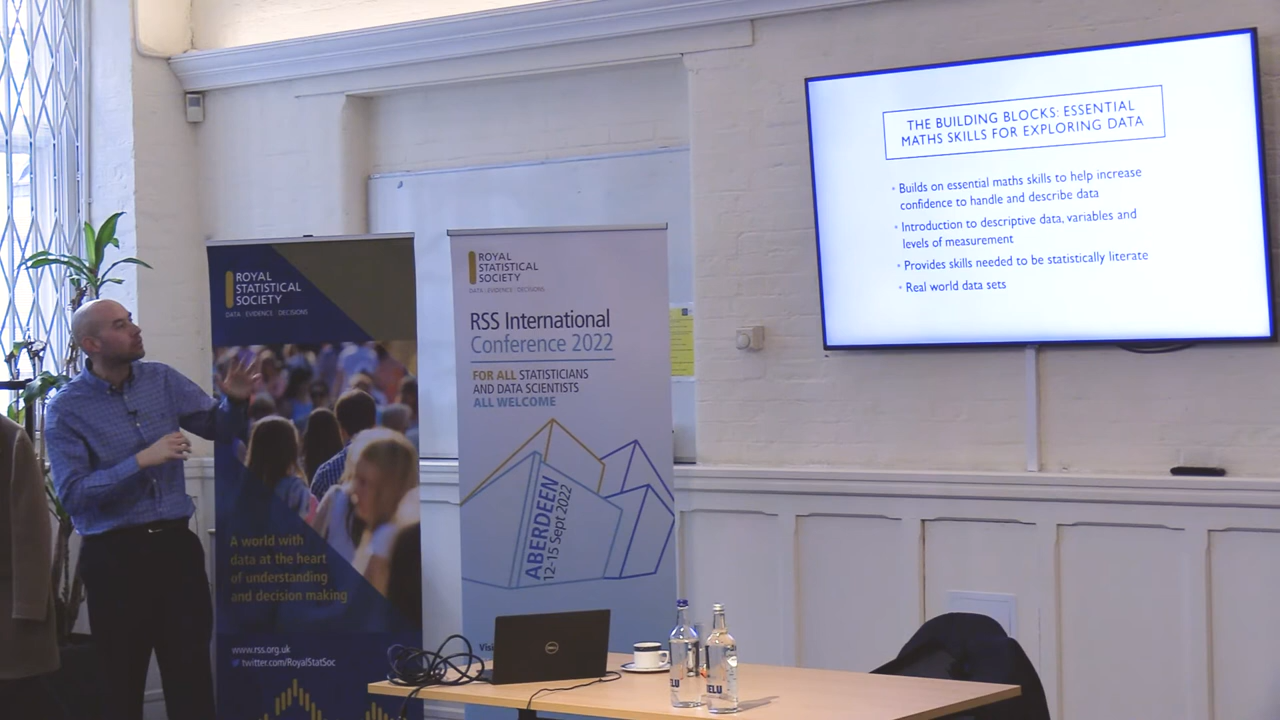 ROYAL
STATISTICAL
SOCIETY
DATA | EVIDENCE | DECISIONS
A world with
data at the heart
of understanding
and decision making
www.rss.org.uk
twitter.com/RoyalStatSoc
ROYAL
STATISTICAL
SOCIETY
DATA | EVIDENCE | DECISIONS
RSS International
Conference 2022
FOR ALL STATISTICIANS
AND DATA SCIENTISTS
ALL WELCOME
ABERDEEN
12-15 Sept 2022
THE BUILDING BLOCKS: ESSENTIAL
MATHS SKILLS FOR EXPLORING DATA
• Builds on essential maths skills to help increase
confidence to handle and describe data
• Introduction to descriptive data, variables and
levels of measurement
• Provides skills needed to be statistically literate
• Real world data sets
DELL